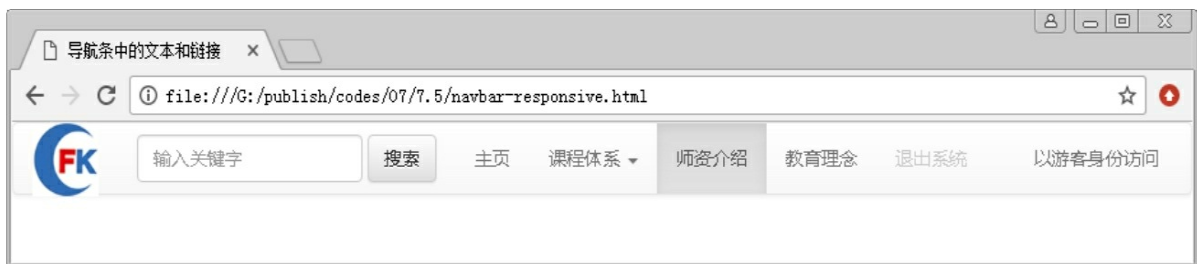 导航条中的文本和链接
file:///G:/publish/codes/07/7.5/navbar-responsive.html
FK 输入关键字 搜索 主页 课程体系 师资介绍 教育理念 退出系统 以游客身份访问